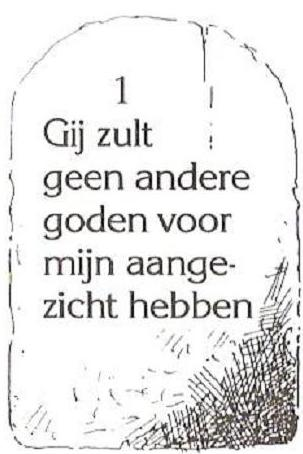 1
Gij zult
geen andere
goden voor
mijn aange-
zicht hebben